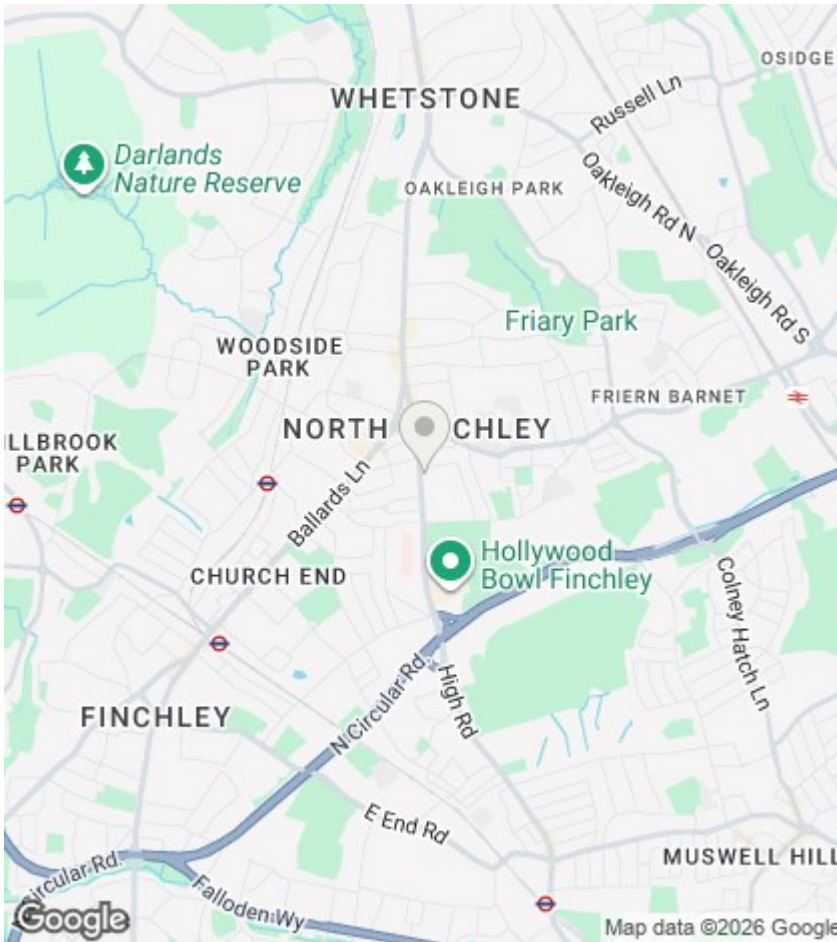 OSIDGE
WHETSTONE
Russell Ln
Darlands
Nature Reserve
OAKLEIGH PARK
Oakleigh Rd N
Oakleigh Rd S
Friary Park
WOODSIDE
PARK
FRIERN BARNET
NORTH
CHLEY
ILLBROOK
PARK
Ballards Ln
Hollywood
Bowl Finchley
CHURCH END
Colney Hatch Ln
High Rd
N Circular Rd
FINCHLEY
E End Rd
MUSWELL HILL
Circular Rd.
Falloden Wy
Google
Map data ©2026 Google